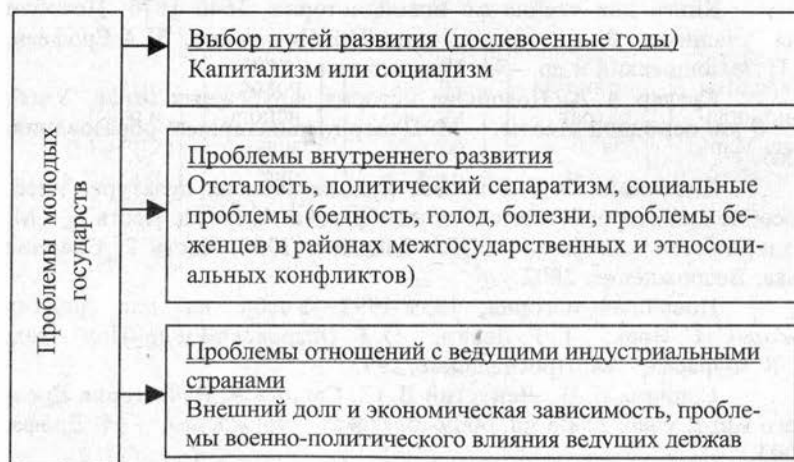 Проблемы молодых
государств
Выбор путей развития (послевоенные годы)
Капитализм или социализм
Проблемы внутреннего развития
Отсталость, политический сепаратизм, социальные
проблемы (бедность, голод, болезни, проблемы бе-
женцев в районах межгосударственных и этносоци-
альных конфликтов)
Проблемы отношений с ведущими индустриальными
странами
Внешний долг и экономическая зависимость, пробле-
мы военно-политического влияния ведущих держав